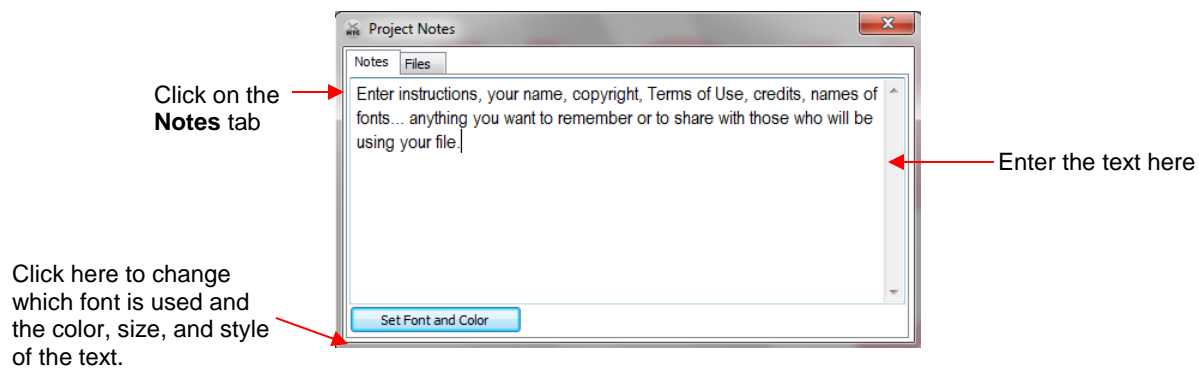 Project Notes
Notes Files
Enter instructions, your name, copyright, Terms of Use, credits, names of
fonts... anything you want to remember or to share with those who will be
using your file.
Set Font and Color
Click on the
Notes tab
Enter the text here
Click here to change
which font is used and
the color, size, and style
of the text.